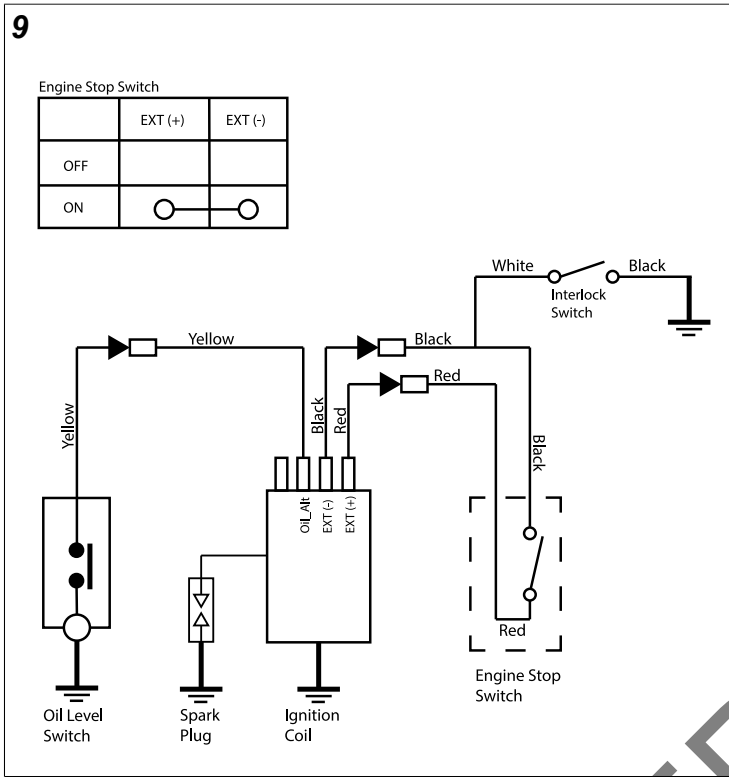 9
Engine Stop Switch
EXT (+) EXT (-)
OFF
ON
White Black
Interlock
Switch
Yellow
Black
Red
Yellow
Black
Red
Black
Oil_Alt
EXT (-)
EXT (+)
Red
Engine Stop
Switch
Oil Level
Switch
Spark
Plug
Ignition
Coil